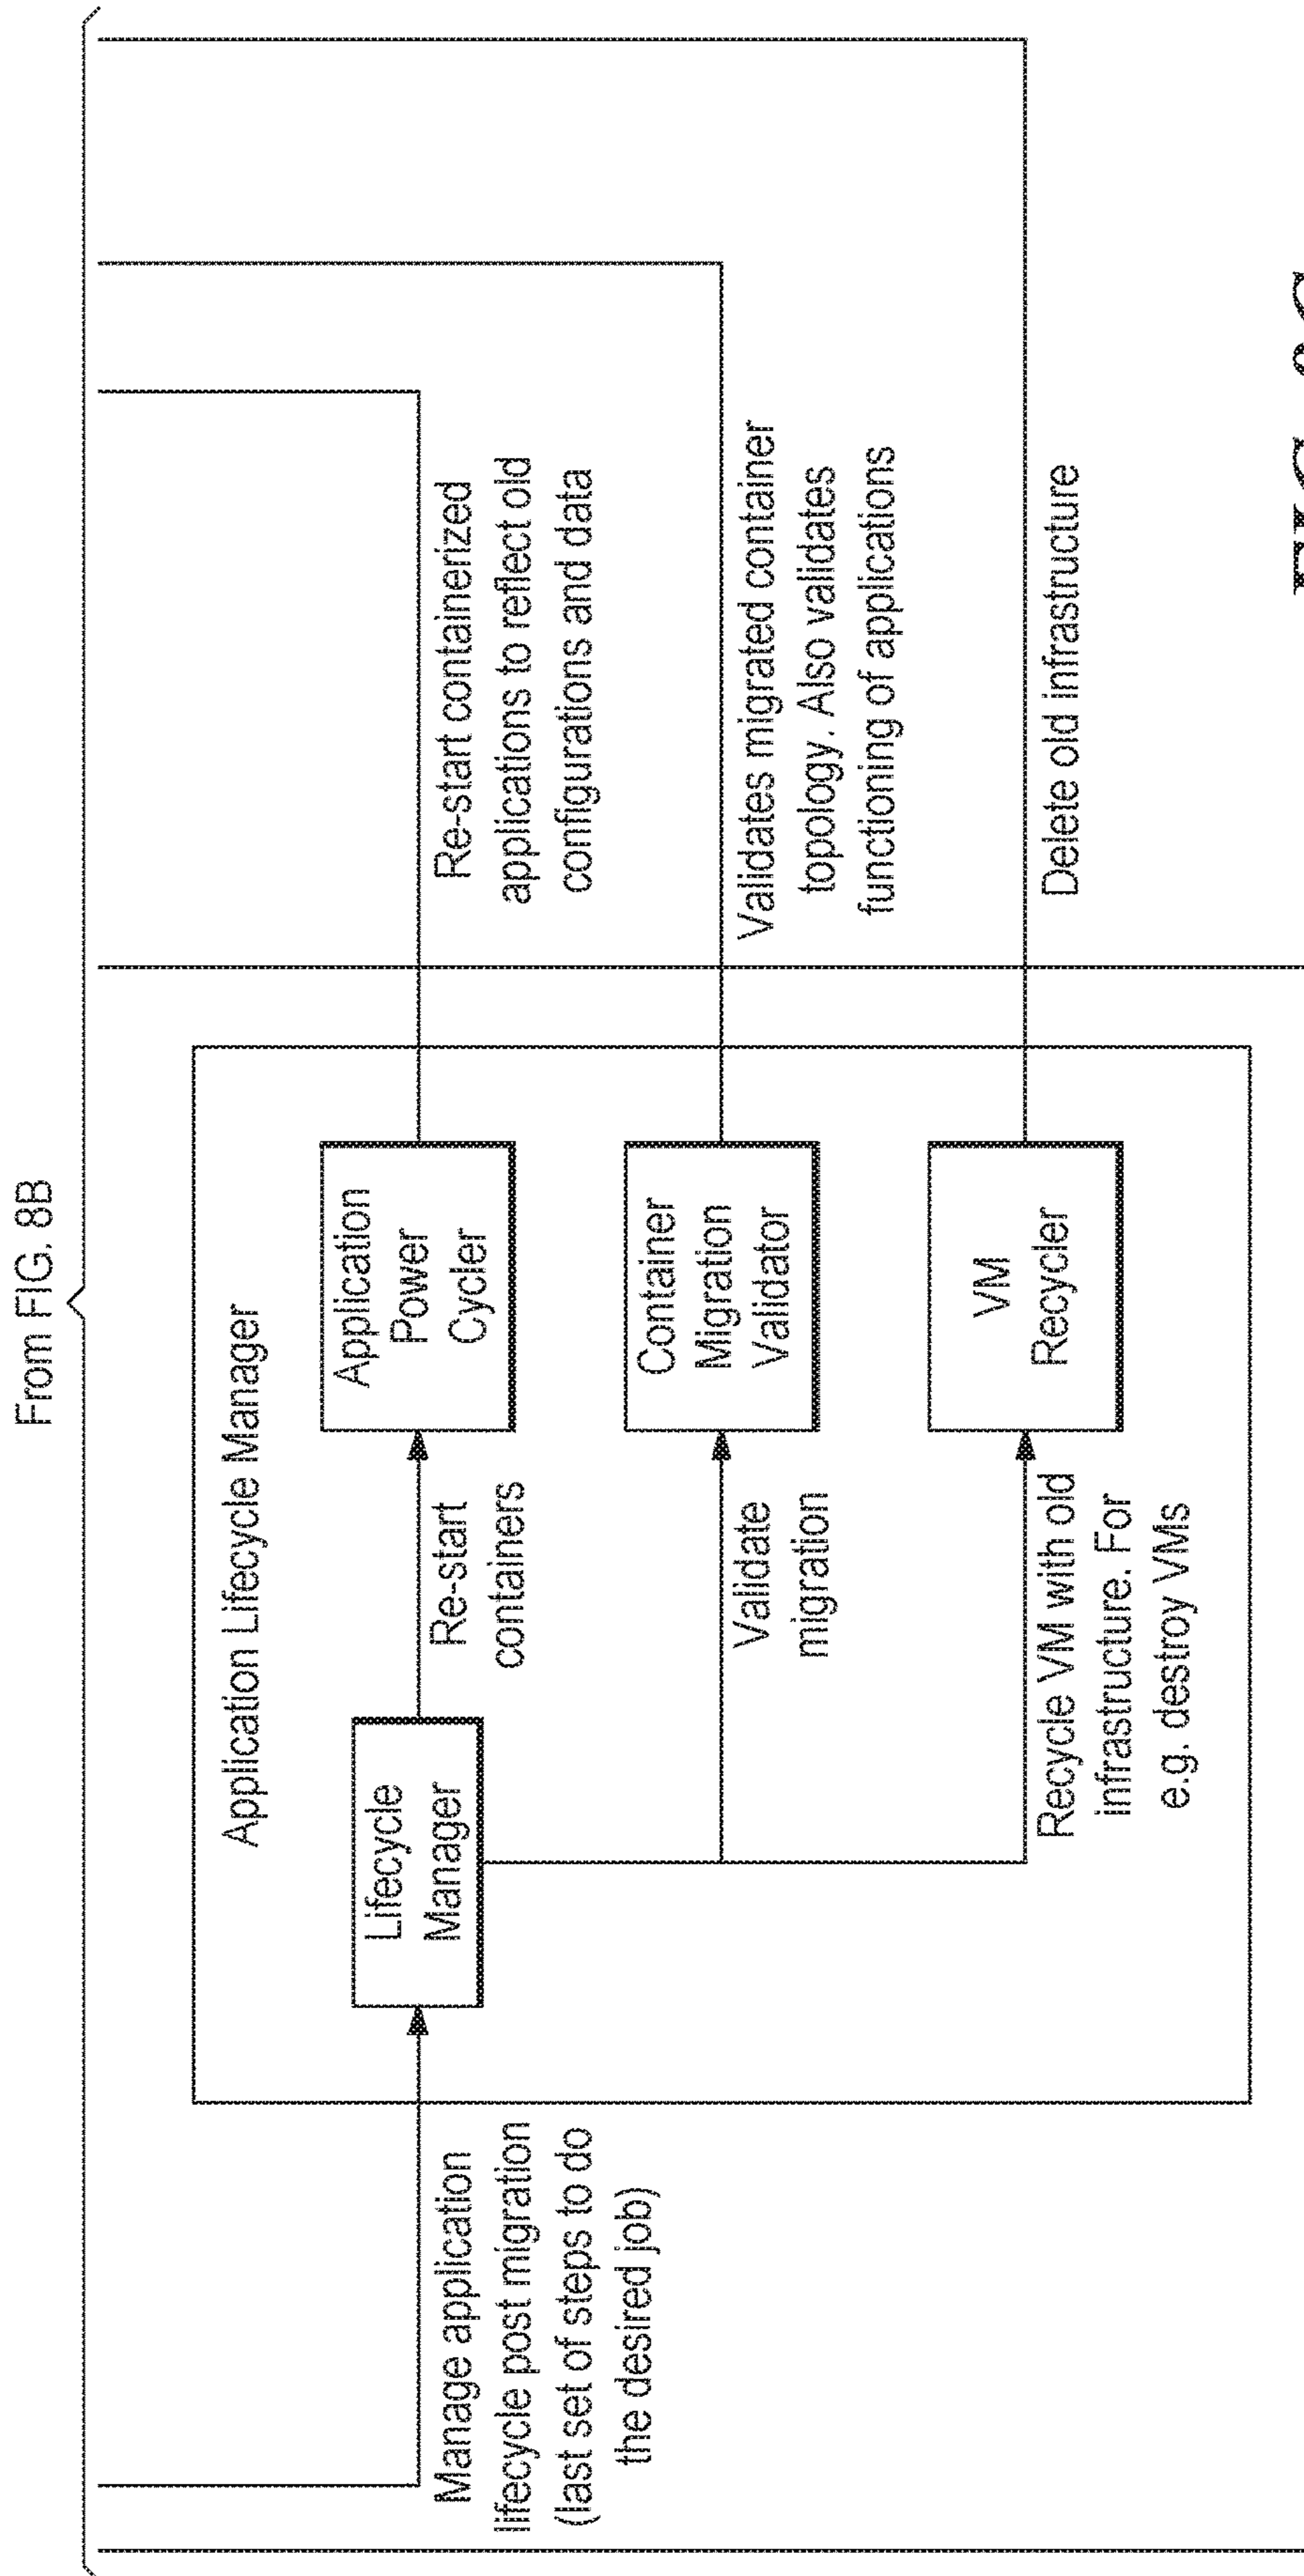 From FIG. 8B
Application Lifecycle Manager
Manage application
lifecycle post migration
(last set of steps to do
the desired job)
Lifecycle
Manager
Re-start
containers
Application
Power
Cycler
Re-start containerized
applications to reflect old
configurations and data
Validate
migration
Container
Migration
Validator
Validates migrated container
topology. Also validates
functioning of applications
Recycle VM with old
infrastructure. For
e.g. destroy VMs
VM
Recycler
Delete old infrastructure